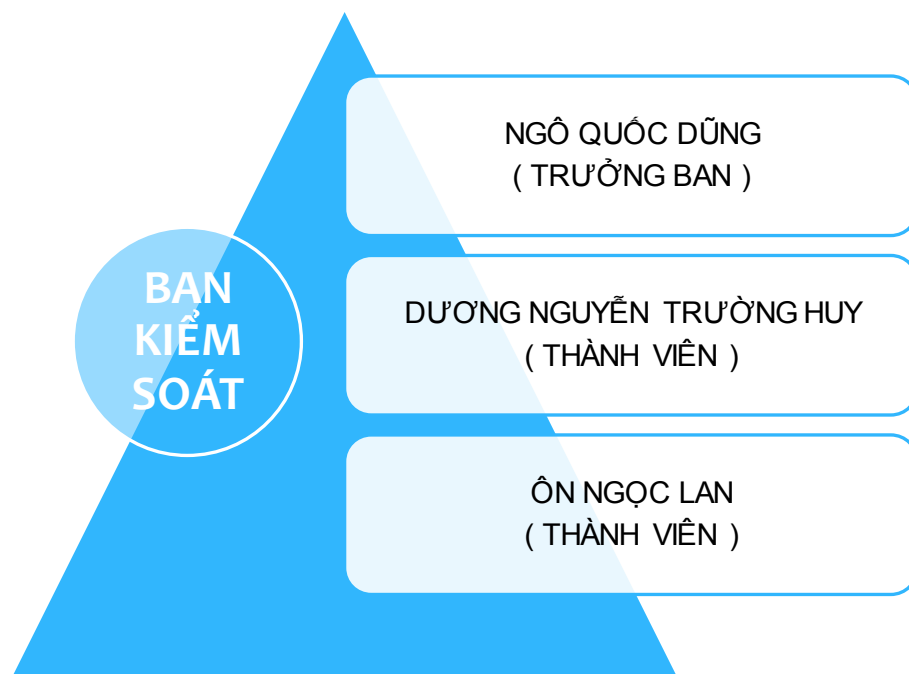 BAN
KIỂM
SOÁT
NGÔ QUỐC DŨNG
( TRƯỞNG BAN )
DƯƠNG NGUYỄN TRƯỜNG HUY
( THÀNH VIÊN )
ÔN NGỌC LAN
( THÀNH VIÊN )